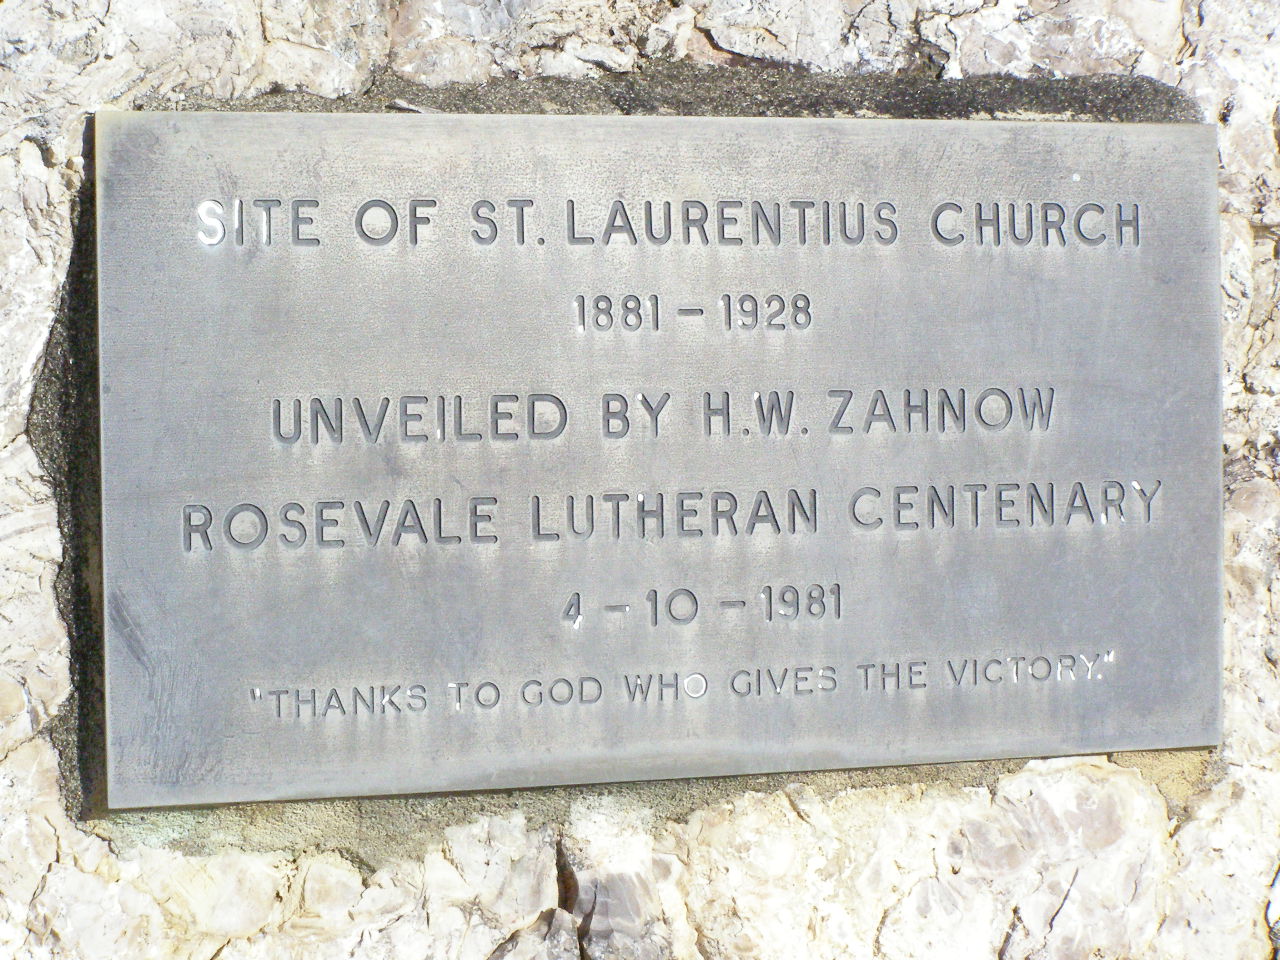 SITE OF ST. LAURENTIUS CHURCH
1881 - 1928
UNVEILED BY H.W. ZAHNOW
ROSEVALE LUTHERAN CENTENARY
4 - 10 - 1981
"THANKS TO GOD WHO GIVES THE VICTORY."